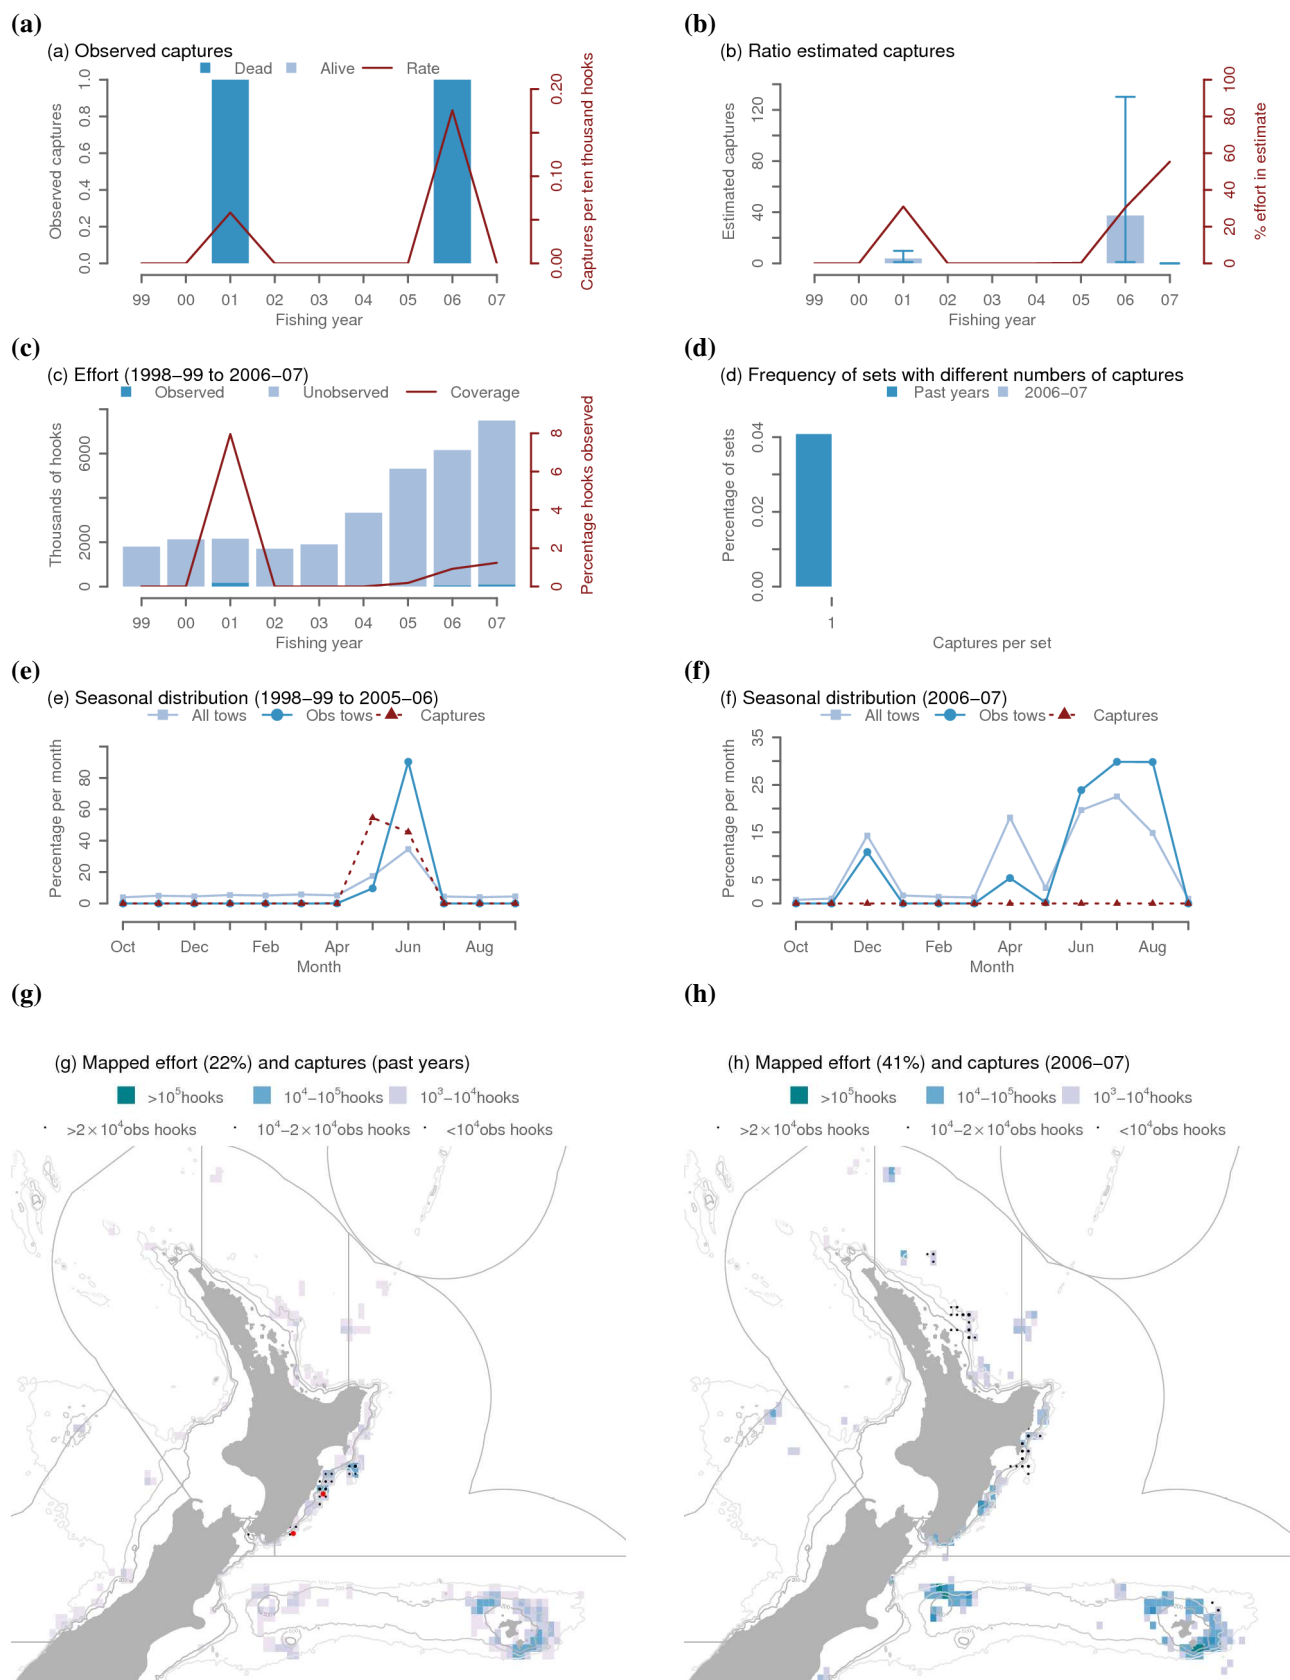 (a)
(a) Observed captures
Dead Alive Rate
Observed captures
0.0 0.2 0.4 0.6 0.8 1.0
0.00 0.10 0.20
Captures per ten thousand hooks
99 00 01 02 03 04 05 06 07
Fishing year
(b)
(b) Ratio estimated captures
Estimated captures
0 40 80 120
0 20 40 60 80 100
% effort in estimate
99 00 01 02 03 04 05 06 07
Fishing year
(c)
(c) Effort (1998–99 to 2006–07)
Observed Unobserved Coverage
Thousands of hooks
0 2000 6000
0 2 4 6 8
Percentage hooks observed
99 00 01 02 03 04 05 06 07
Fishing year
(d)
(d) Frequency of sets with different numbers of captures
Past years 2006–07
Percentage of sets
0.00 0.02 0.04
1
Captures per set
(e)
(e) Seasonal distribution (1998–99 to 2005–06)
All tows Obs tows Captures
Percentage per month
0 20 40 60 80
Oct Dec Feb Apr Jun Aug
Month
(f)
(f) Seasonal distribution (2006–07)
All tows Obs tows Captures
Percentage per month
0 5 15 25 35
Oct Dec Feb Apr Jun Aug
Month
(g)
(g) Mapped effort (22%) and captures (past years)
>10⁵hooks 10⁴–10⁵hooks 10³–10⁴hooks
>2×10⁴obs hooks 10⁴–2×10⁴obs hooks <10⁴obs hooks
(h)
(h) Mapped effort (41%) and captures (2006–07)
>10⁵hooks 10⁴–10⁵hooks 10³–10⁴hooks
>2×10⁴obs hooks 10⁴–2×10⁴obs hooks <10⁴obs hooks